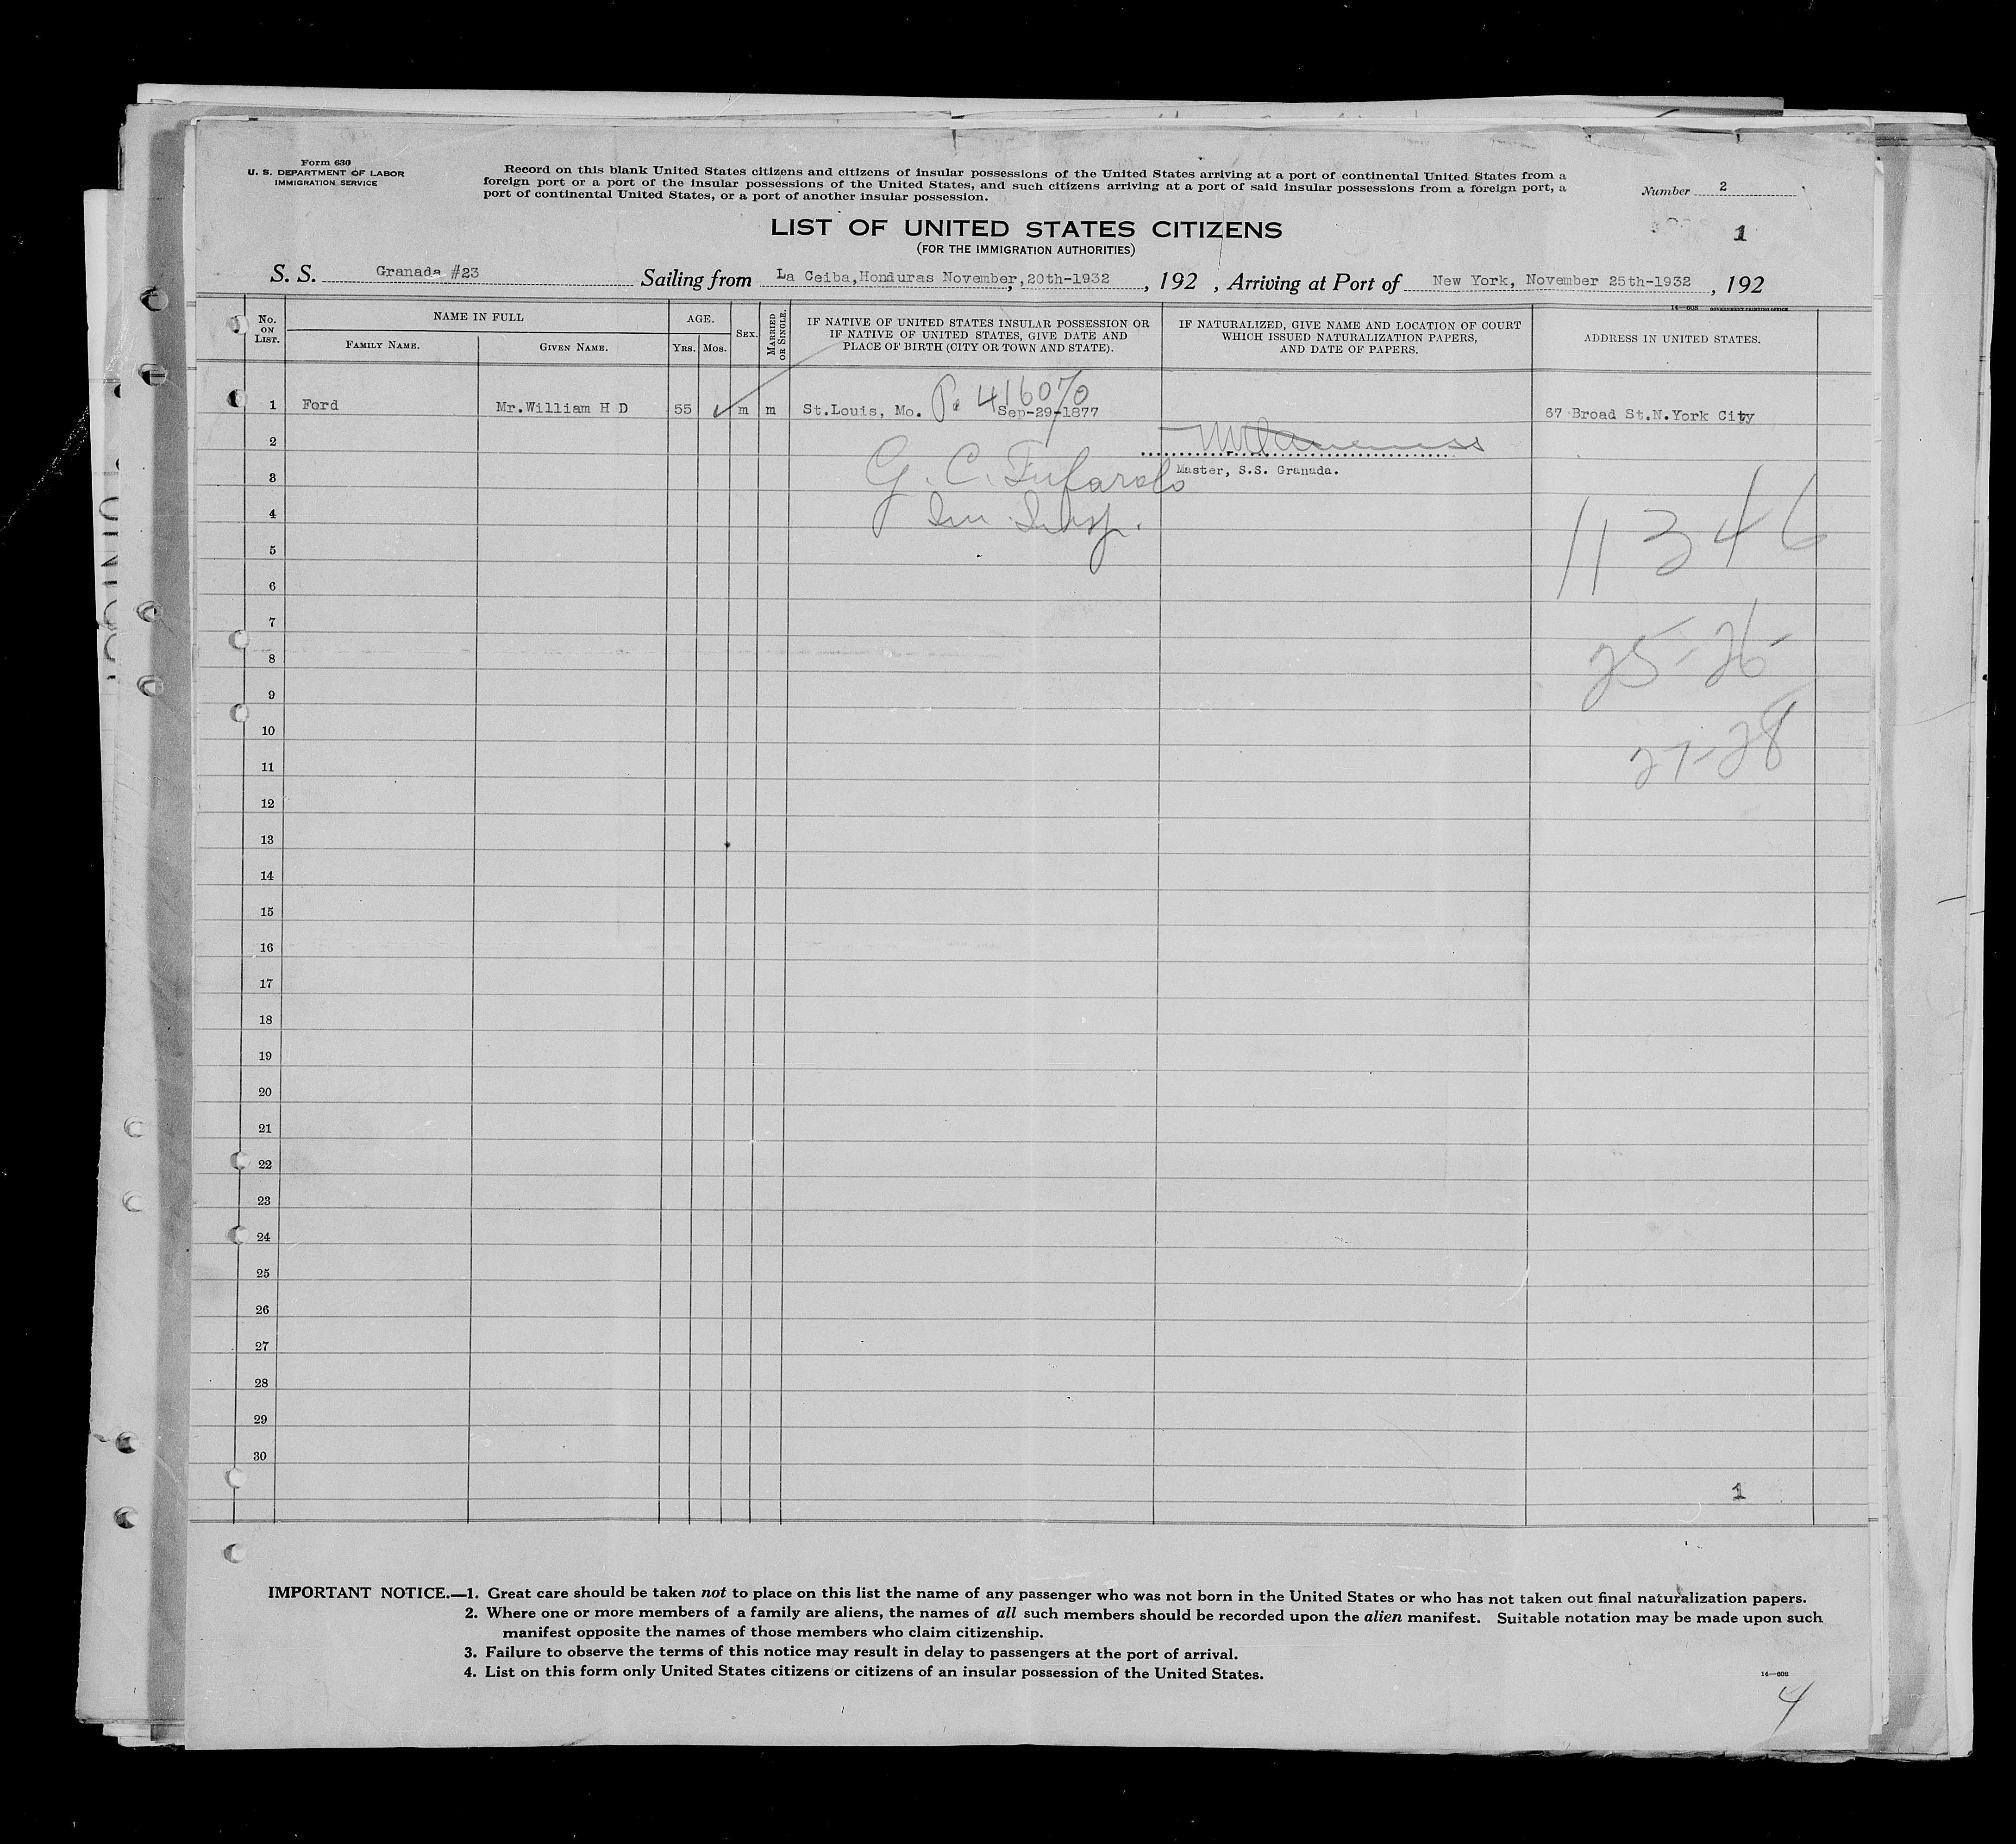 Form 630
U. S. DEPARTMENT OF LABOR
IMMIGRATION SERVICE
Record on this blank United States citizens and citizens of insular possessions of the United States arriving at a port of continental United States from a
foreign port or a port of the insular possessions of the United States, and such citizens arriving at a port of said insular possessions from a foreign port, a
port of continental United States, or a port of another insular possession.
Number 2
LIST OF UNITED STATES CITIZENS
1
(FOR THE IMMIGRATION AUTHORITIES)
S. S. Granada #23 Sailing from La Ceiba,Honduras November,20th-1932, 192 , Arriving at Port of New York, November 25th-1932, 192
14—608 GOVERNMENT PRINTING OFFICE
No. ON LIST.
NAME IN FULL
FAMILY NAME.
GIVEN NAME.
AGE.
YRS. MOS.
SEX.
MARRIED OR SINGLE.
IF NATIVE OF UNITED STATES INSULAR POSSESSION OR
IF NATIVE OF UNITED STATES, GIVE DATE AND
PLACE OF BIRTH (CITY OR TOWN AND STATE).
IF NATURALIZED, GIVE NAME AND LOCATION OF COURT
WHICH ISSUED NATURALIZATION PAPERS,
AND DATE OF PAPERS.
ADDRESS IN UNITED STATES.
P. 416070
1 Ford Mr.William H D 55 m m St.Louis, Mo. Sep-29-1877 67 Broad St.N.York City
2
Master, S.S. Granada.
3 G. C.
4 Im. Insp. 11346
5
6
7
8 25-26-
9
10
11 27-28
12
13
14
15
16
17
18
19
20
21
22
23
24
25
26
27
28
29
30
1
IMPORTANT NOTICE.—1. Great care should be taken not to place on this list the name of any passenger who was not born in the United States or who has not taken out final naturalization papers.
2. Where one or more members of a family are aliens, the names of all such members should be recorded upon the alien manifest. Suitable notation may be made upon such
manifest opposite the names of those members who claim citizenship.
3. Failure to observe the terms of this notice may result in delay to passengers at the port of arrival.
4. List on this form only United States citizens or citizens of an insular possession of the United States.
14—608
4